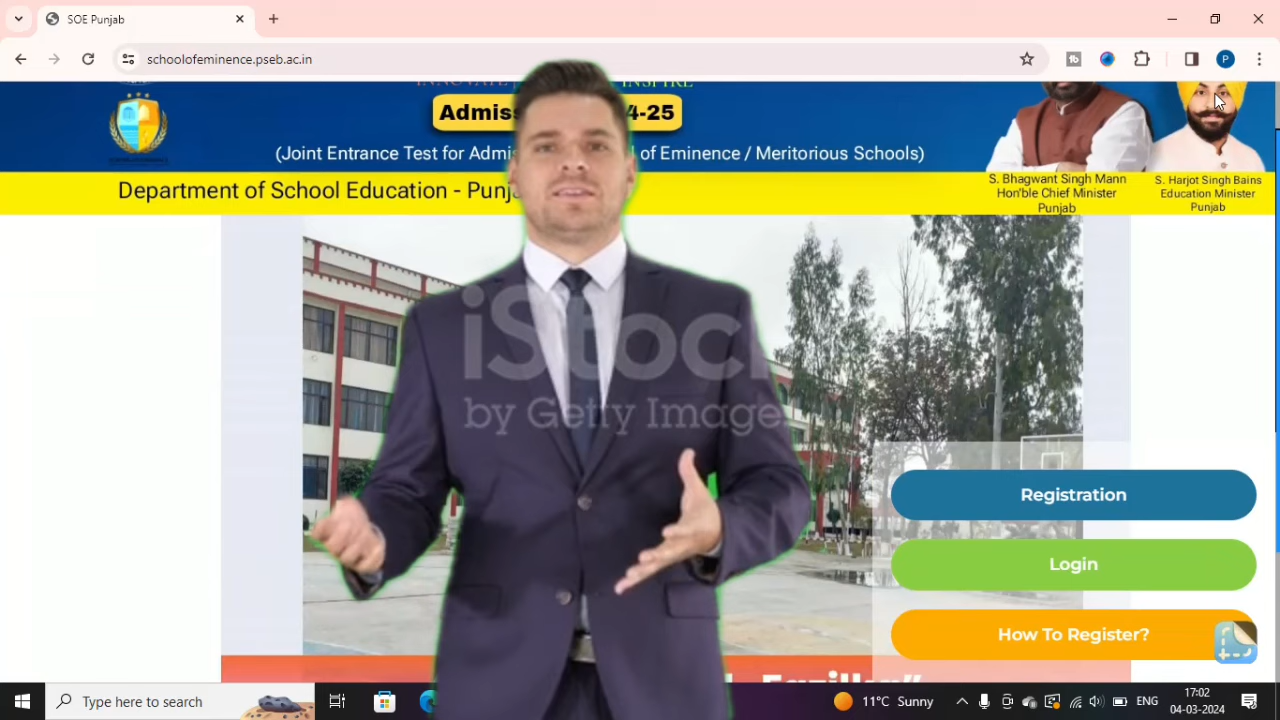 SOE Punjab
schoolofeminence.pseb.ac.in
INNOVATE INSPIRE
Admis 4-25
(Joint Entrance Test for Admi of Eminence / Meritorious Schools)
Department of School Education - Punj
S. Bhagwant Singh Mann
Hon'ble Chief Minister
Punjab
S. Harjot Singh Bains
Education Minister
Punjab
iStock
by Getty Images
Registration
Login
How To Register?
Type here to search
11°C Sunny
ENG
17:02
04-03-2024